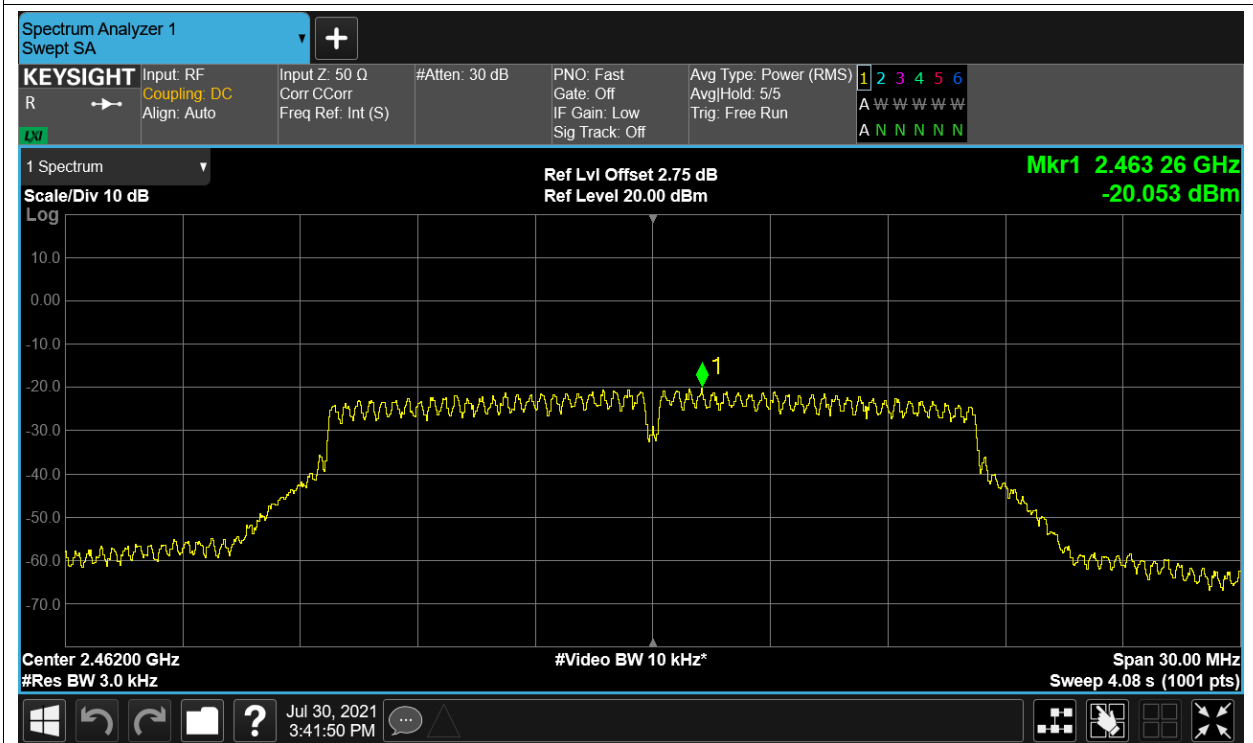 Spectrum Analyzer 1
Swept SA
+
KEYSIGHT
R
LXI
Input: RF
Coupling: DC
Align: Auto
Input Z: 50 Ω
Corr CCorr
Freq Ref: Int (S)
#Atten: 30 dB
PNO: Fast
Gate: Off
IF Gain: Low
Sig Track: Off
Avg Type: Power (RMS)
Avg|Hold: 5/5
Trig: Free Run
1 2 3 4 5 6
A W W W W W
A N N N N N
1 Spectrum
Scale/Div 10 dB
Log
Ref Lvl Offset 2.75 dB
Ref Level 20.00 dBm
Mkr1 2.463 26 GHz
-20.053 dBm
10.0
0.00
-10.0
-20.0
-30.0
-40.0
-50.0
-60.0
-70.0
1
Center 2.46200 GHz
#Res BW 3.0 kHz
#Video BW 10 kHz*
Span 30.00 MHz
Sweep 4.08 s (1001 pts)
?
Jul 30, 2021
3:41:50 PM